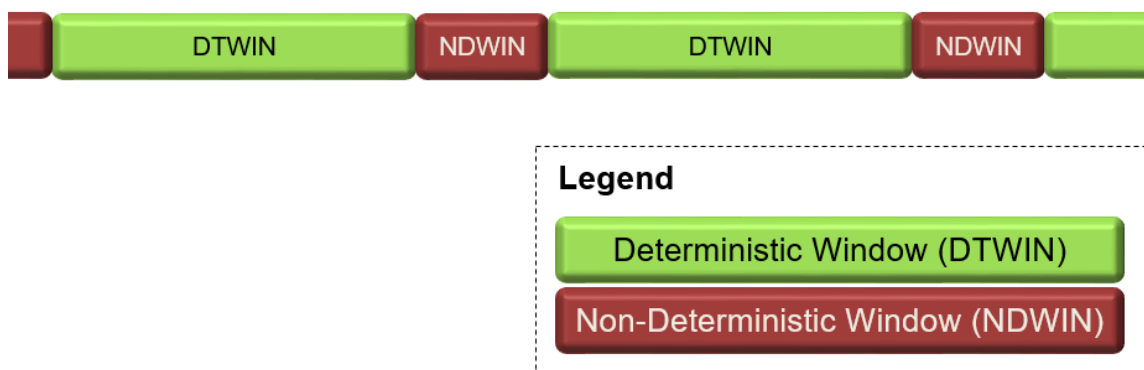 DTWIN NDWIN DTWIN NDWIN
Legend
Deterministic Window (DTWIN)
Non-Deterministic Window (NDWIN)